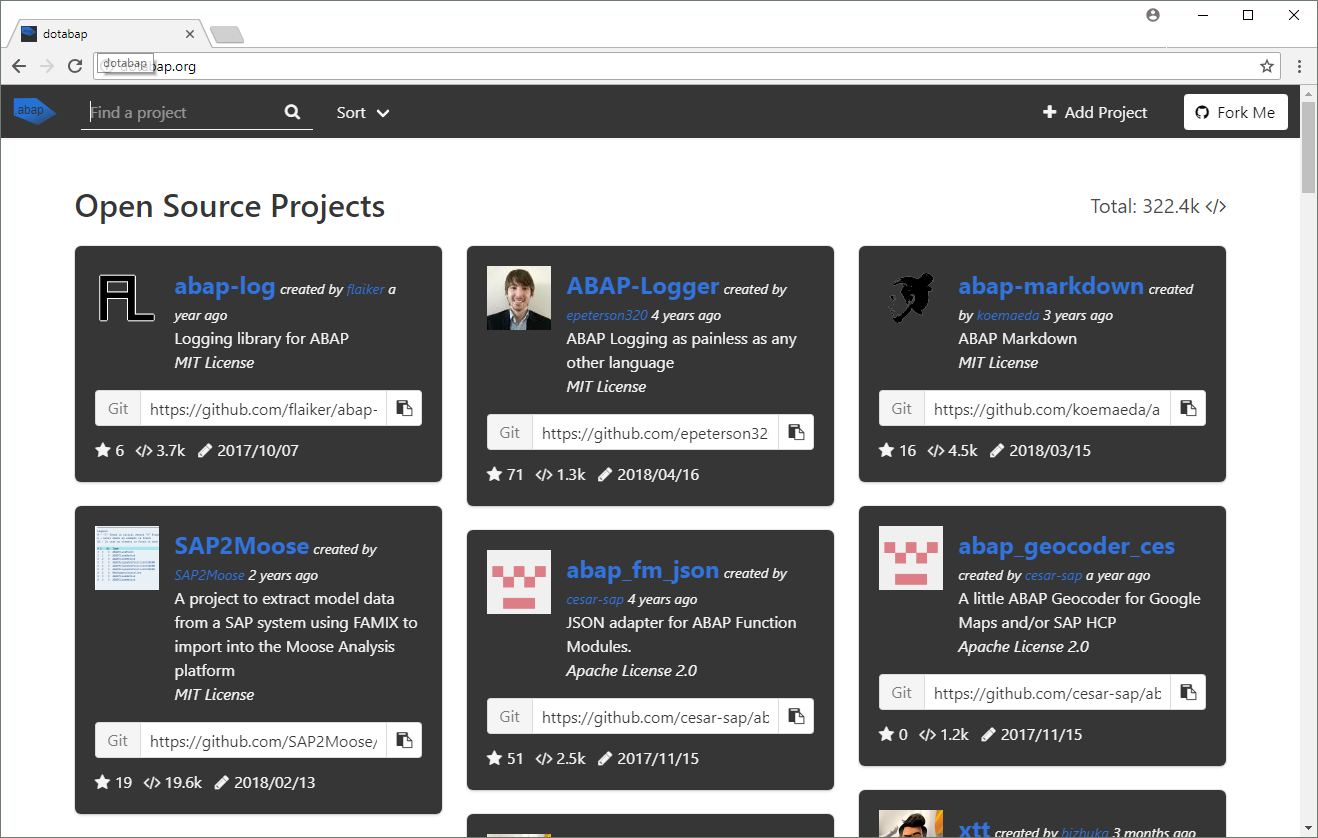 dotabap
dotabap
dotabap.org
abap
Find a project
Sort
Add Project
Fork Me
Open Source Projects
Total: 322.4k </>
abap-log created by flaiker a
year ago
Logging library for ABAP
MIT License
Git https://github.com/flaiker/abap-
6 </> 3.7k 2017/10/07
ABAP-Logger created by
epeterson320 4 years ago
ABAP Logging as painless as any
other language
MIT License
Git https://github.com/epeterson32
71 </> 1.3k 2018/04/16
abap-markdown created
by koemaeda 3 years ago
ABAP Markdown
MIT License
Git https://github.com/koemaeda/a
16 </> 4.5k 2018/03/15
SAP2Moose created by
SAP2Moose 2 years ago
A project to extract model data
from a SAP system using FAMIX to
import into the Moose Analysis
platform
MIT License
Git https://github.com/SAP2Moose/
19 </> 19.6k 2018/02/13
abap_fm_json created by
cesar-sap 4 years ago
JSON adapter for ABAP Function
Modules.
Apache License 2.0
Git https://github.com/cesar-sap/ab
51 </> 2.5k 2017/11/15
abap_geocoder_ces
created by cesar-sap a year ago
A little ABAP Geocoder for Google
Maps and/or SAP HCP
Apache License 2.0
Git https://github.com/cesar-sap/ab
0 </> 1.2k 2017/11/15
xtt created by bizhuka 3 months ago